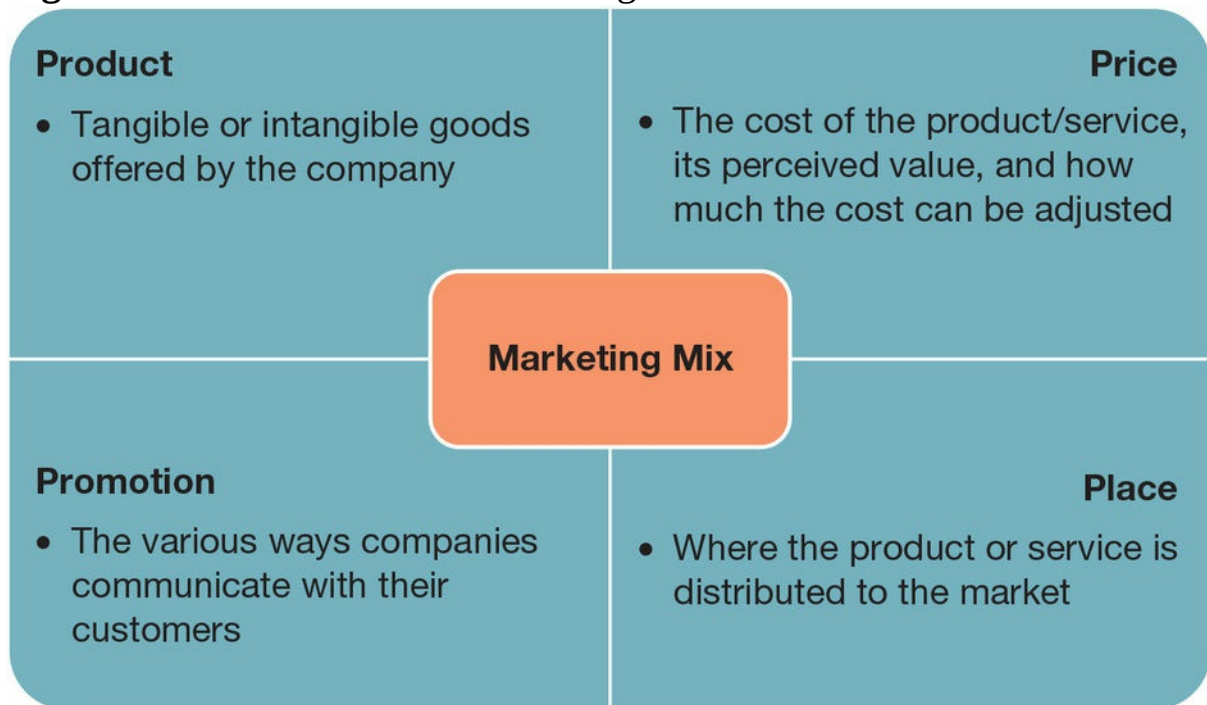 Product
• Tangible or intangible goods
offered by the company
Price
• The cost of the product/service,
its perceived value, and how
much the cost can be adjusted
Marketing Mix
Promotion
• The various ways companies
communicate with their
customers
Place
• Where the product or service is
distributed to the market